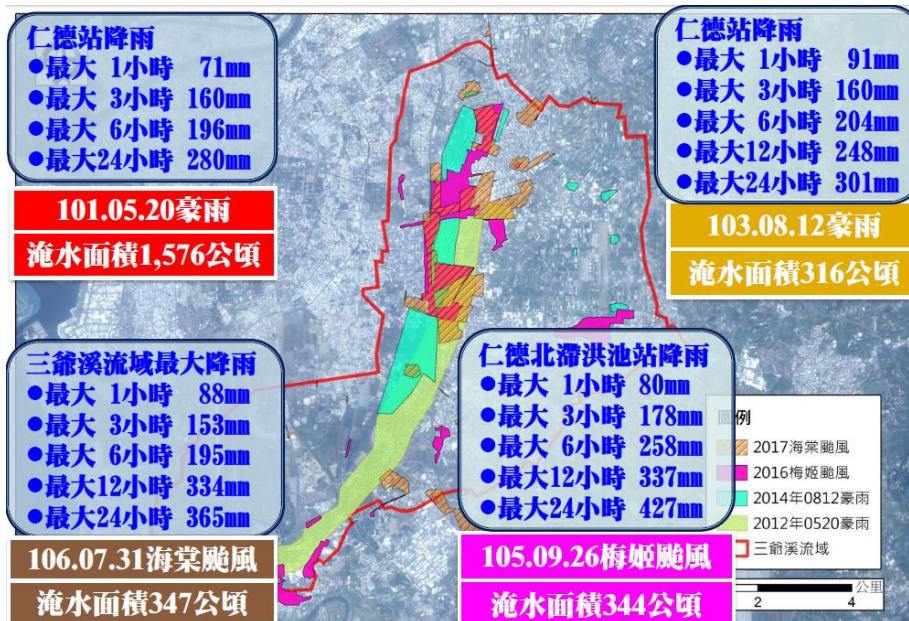 仁德站降雨
●最大 1小時 71mm
●最大 3小時 160mm
●最大 6小時 196mm
●最大24小時 280mm
101.05.20豪雨
淹水面積1,576公頃
仁德站降雨
●最大 1小時 91mm
●最大 3小時 160mm
●最大 6小時 204mm
●最大12小時 248mm
●最大24小時 301mm
103.08.12豪雨
淹水面積316公頃
三爺溪流域最大降雨
●最大 1小時 88mm
●最大 3小時 153mm
●最大 6小時 195mm
●最大12小時 334mm
●最大24小時 365mm
106.07.31海棠颱風
淹水面積347公頃
仁德北滯洪池站降雨
●最大 1小時 80mm
●最大 3小時 178mm
●最大 6小時 258mm
●最大12小時 337mm
●最大24小時 427mm
105.09.26梅姬颱風
淹水面積344公頃
圖例
2017海棠颱風
2016梅姬颱風
2014年0812豪雨
2012年0520豪雨
三爺溪流域
公里
2 4